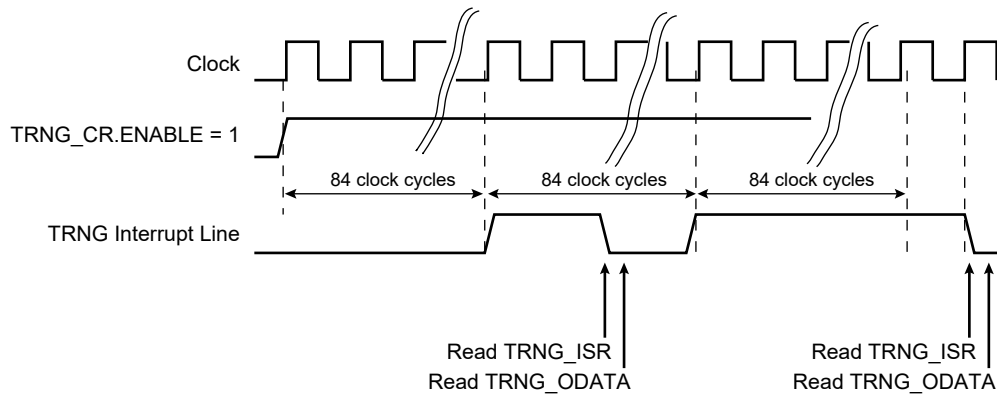 Clock
TRNG_CR.ENABLE = 1
84 clock cycles
84 clock cycles
84 clock cycles
TRNG Interrupt Line
Read TRNG_ISR
Read TRNG_ODATA
Read TRNG_ISR
Read TRNG_ODATA